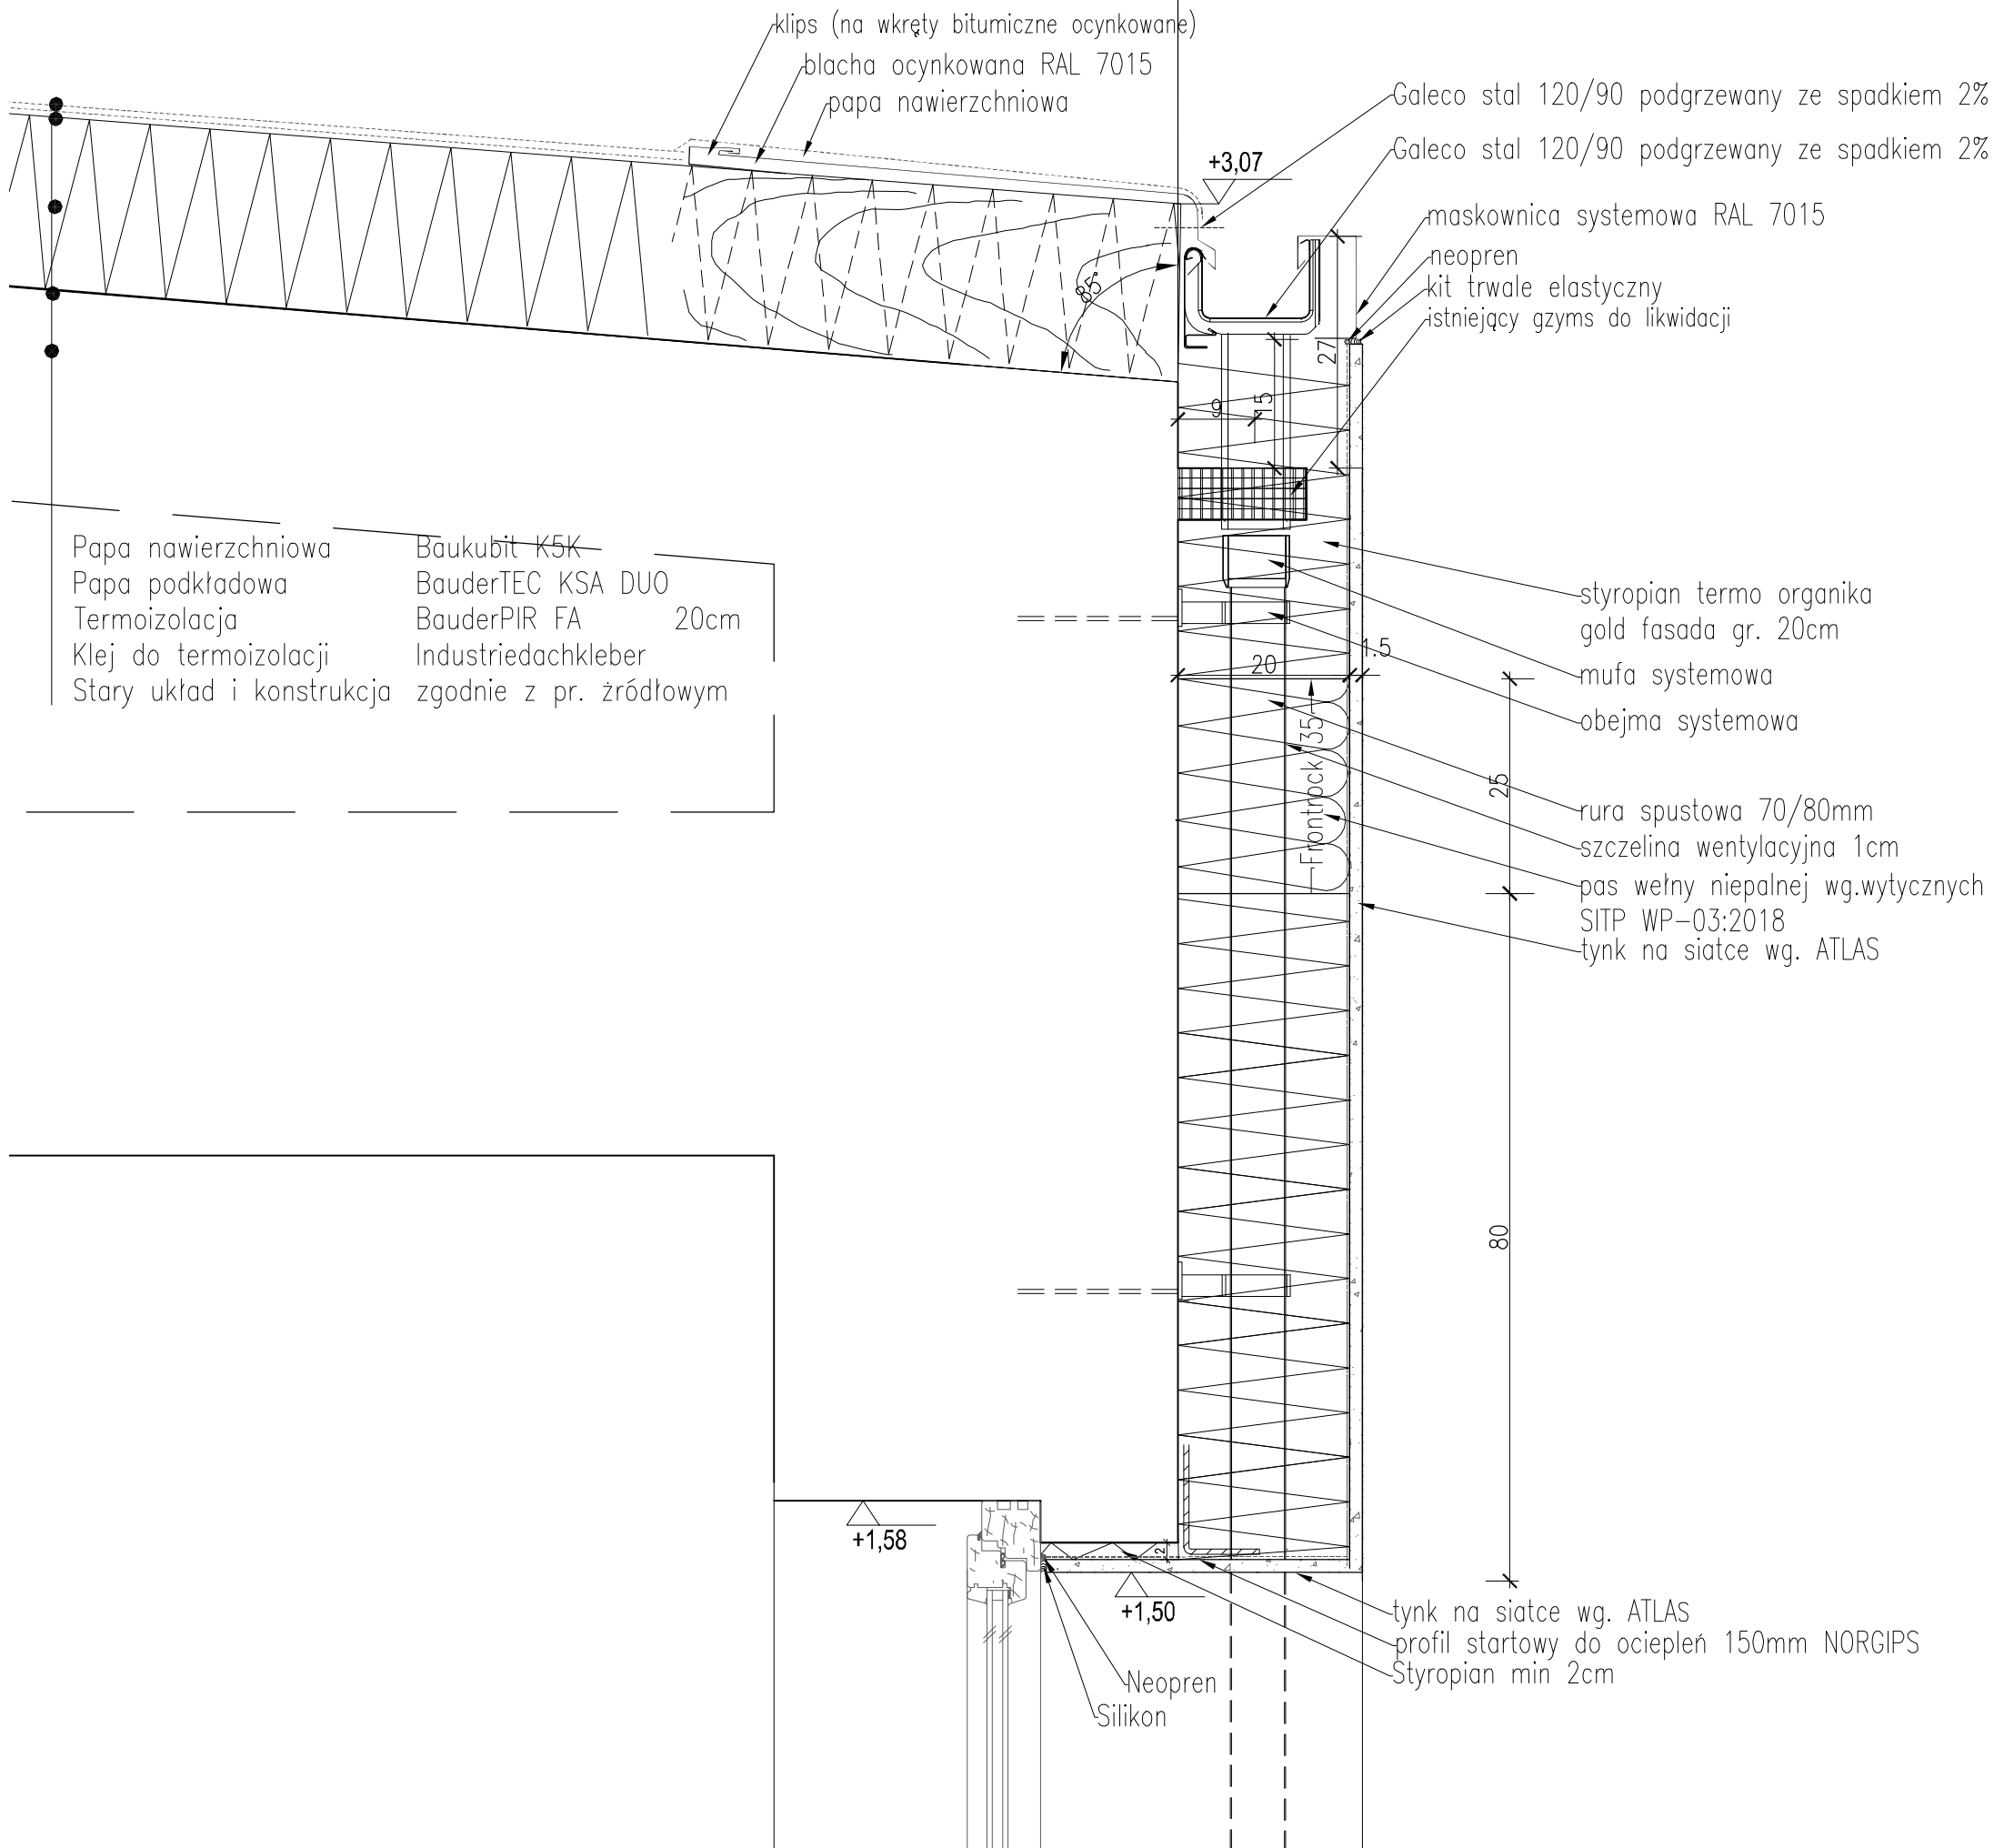 klips (na wkręty bitumiczne ocynkowane)
blacha ocynkowana RAL 7015
papa nawierzchniowa
Galeco stal 120/90 podgrzewany ze spadkiem 2%
Galeco stal 120/90 podgrzewany ze spadkiem 2%
+3,07
maskownica systemowa RAL 7015
neopren
kit trwale elastyczny
istniejący gzyms do likwidacji
85°
27
9
15
Papa nawierzchniowa Baukubit K5K
Papa podkładowa BauderTEC KSA DUO
Termoizolacja BauderPIR FA 20cm
Klej do termoizolacji Industriedachkleber
Stary układ i konstrukcja zgodnie z pr. żródłowym
styropian termo organika
gold fasada gr. 20cm
20
1.5
mufa systemowa
obejma systemowa
Frontrock 35
25
rura spustowa 70/80mm
szczelina wentylacyjna 1cm
pas wełny niepalnej wg.wytycznych
SITP WP-03:2018
tynk na siatce wg. ATLAS
80
+1,58
2
+1,50
tynk na siatce wg. ATLAS
profil startowy do ociepleń 150mm NORGIPS
Styropian min 2cm
Neopren
Silikon